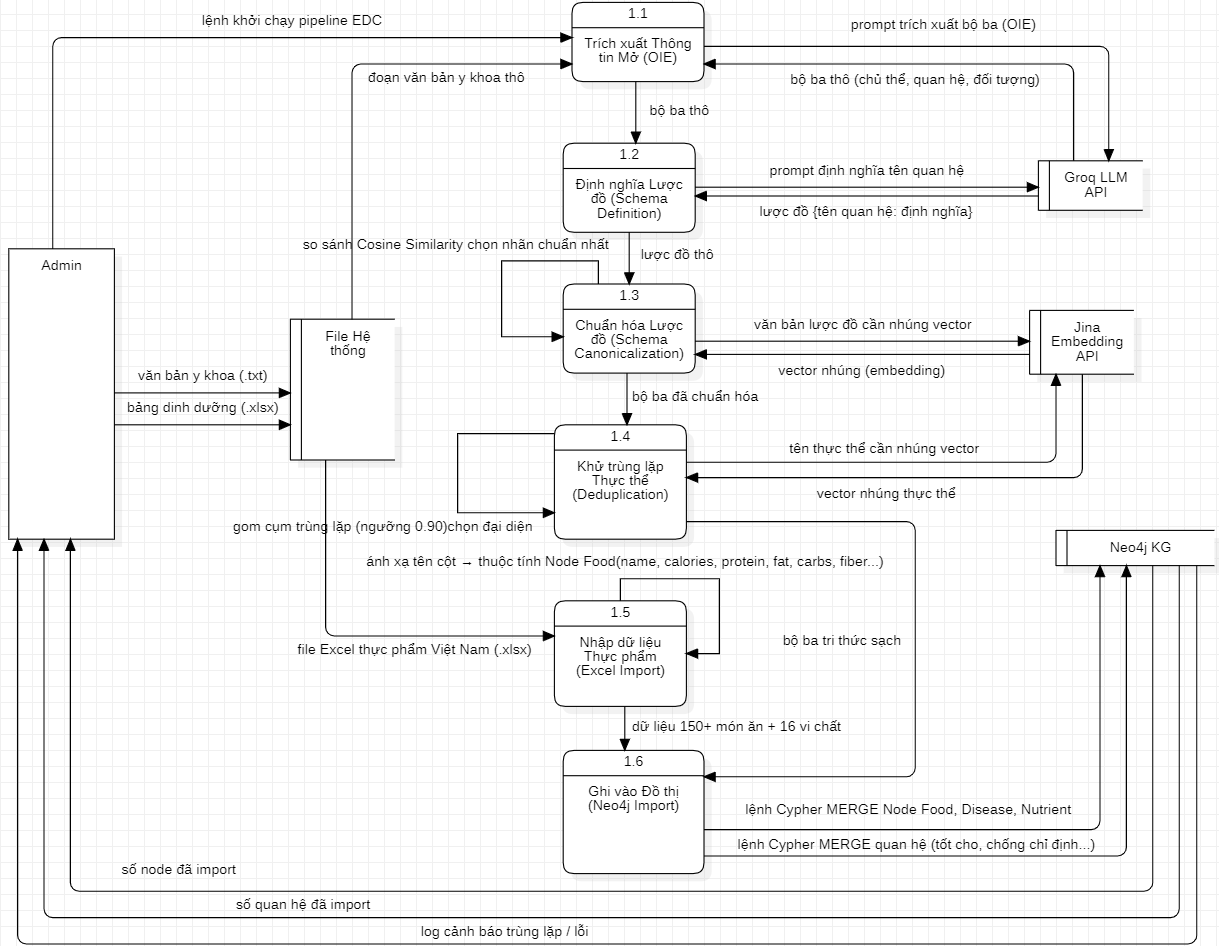 lệnh khởi chạy pipeline EDC
1.1
Trích xuất Thông
tin Mở (OIE)
prompt trích xuất bộ ba (OIE)
đoạn văn bản y khoa thô
bộ ba thô (chủ thể, quan hệ, đối tượng)
bộ ba thô
1.2
Định nghĩa Lược
đồ (Schema
Definition)
prompt định nghĩa tên quan hệ
Groq LLM
API
lược đồ {tên quan hệ: định nghĩa}
so sánh Cosine Similarity chọn nhãn chuẩn nhất
lược đồ thô
Admin
1.3
Chuẩn hóa Lược
đồ (Schema
Canonicalization)
File Hệ
thống
văn bản lược đồ cần nhúng vector
Jina
Embedding
API
vector nhúng (embedding)
văn bản y khoa (.txt)
bảng dinh dưỡng (.xlsx)
bộ ba đã chuẩn hóa
1.4
Khử trùng lặp
Thực thể
(Deduplication)
tên thực thể cần nhúng vector
vector nhúng thực thể
gom cụm trùng lặp (ngưỡng 0.90)chọn đại diện
Neo4j KG
ánh xạ tên cột → thuộc tính Node Food(name, calories, protein, fat, carbs, fiber...)
1.5
Nhập dữ liệu
Thực phẩm
(Excel Import)
file Excel thực phẩm Việt Nam (.xlsx)
bộ ba tri thức sạch
dữ liệu 150+ món ăn + 16 vi chất
1.6
Ghi vào Đồ thị
(Neo4j Import)
lệnh Cypher MERGE Node Food, Disease, Nutrient
lệnh Cypher MERGE quan hệ (tốt cho, chống chỉ định...)
số node đã import
số quan hệ đã import
log cảnh báo trùng lặp / lỗi